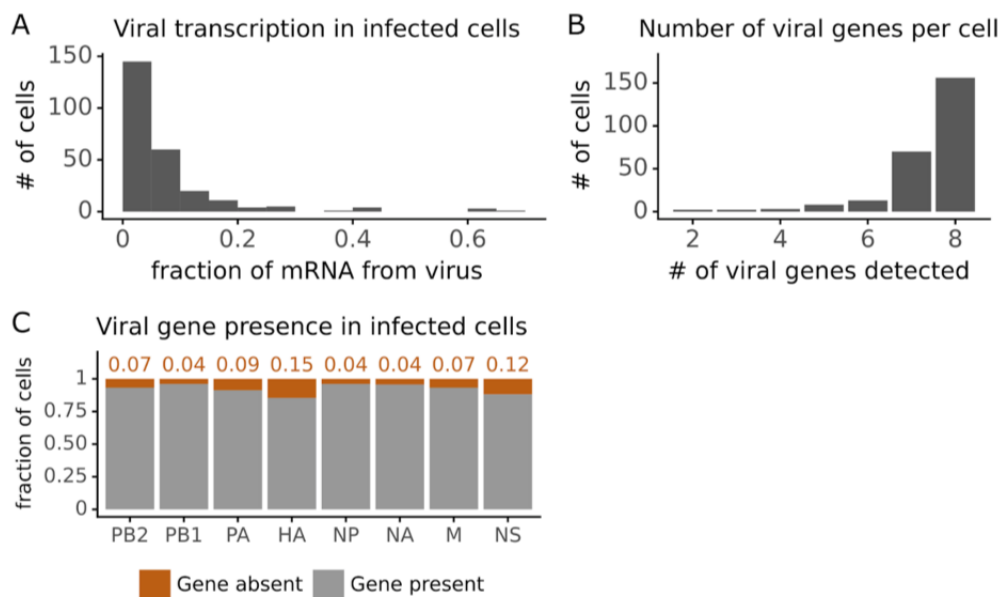 A
Viral transcription in infected cells
150
100
50
0
# of cells
0 0.2 0.4 0.6
fraction of mRNA from virus
B
Number of viral genes per cell
150
100
50
0
# of cells
2 4 6 8
# of viral genes detected
C
Viral gene presence in infected cells
0.07 0.04 0.09 0.15 0.04 0.04 0.07 0.12
1
0.75
0.50
0.25
0
fraction of cells
PB2 PB1 PA HA NP NA M NS
Gene absent Gene present